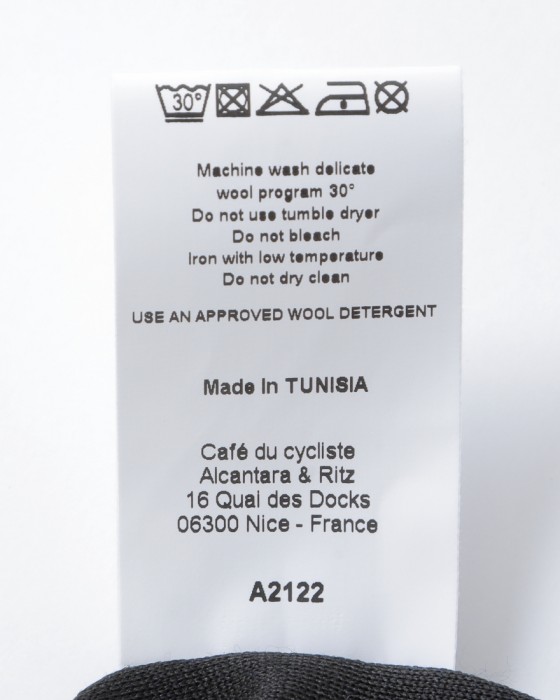 30°
Machine wash delicate
wool program 30°
Do not use tumble dryer
Do not bleach
Iron with low temperature
Do not dry clean
USE AN APPROVED WOOL DETERGENT
Made In TUNISIA
Café du cycliste
Alcantara & Ritz
16 Quai des Docks
06300 Nice - France
A2122